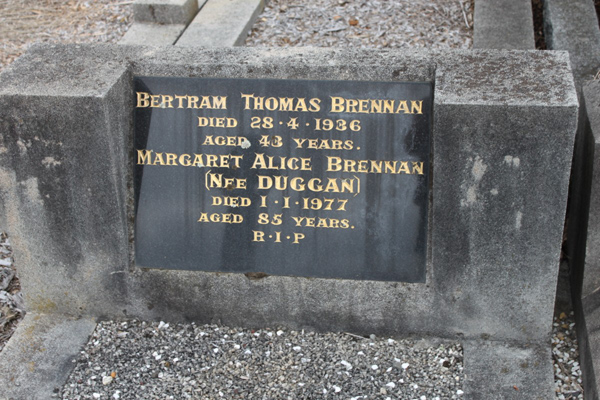 BERTRAM THOMAS BRENNAN
DIED 28·4·1936
AGED 43 YEARS.
MARGARET ALICE BRENNAN
(NEE DUGGAN)
DIED 1·1·1977
AGED 85 YEARS.
R·I·P